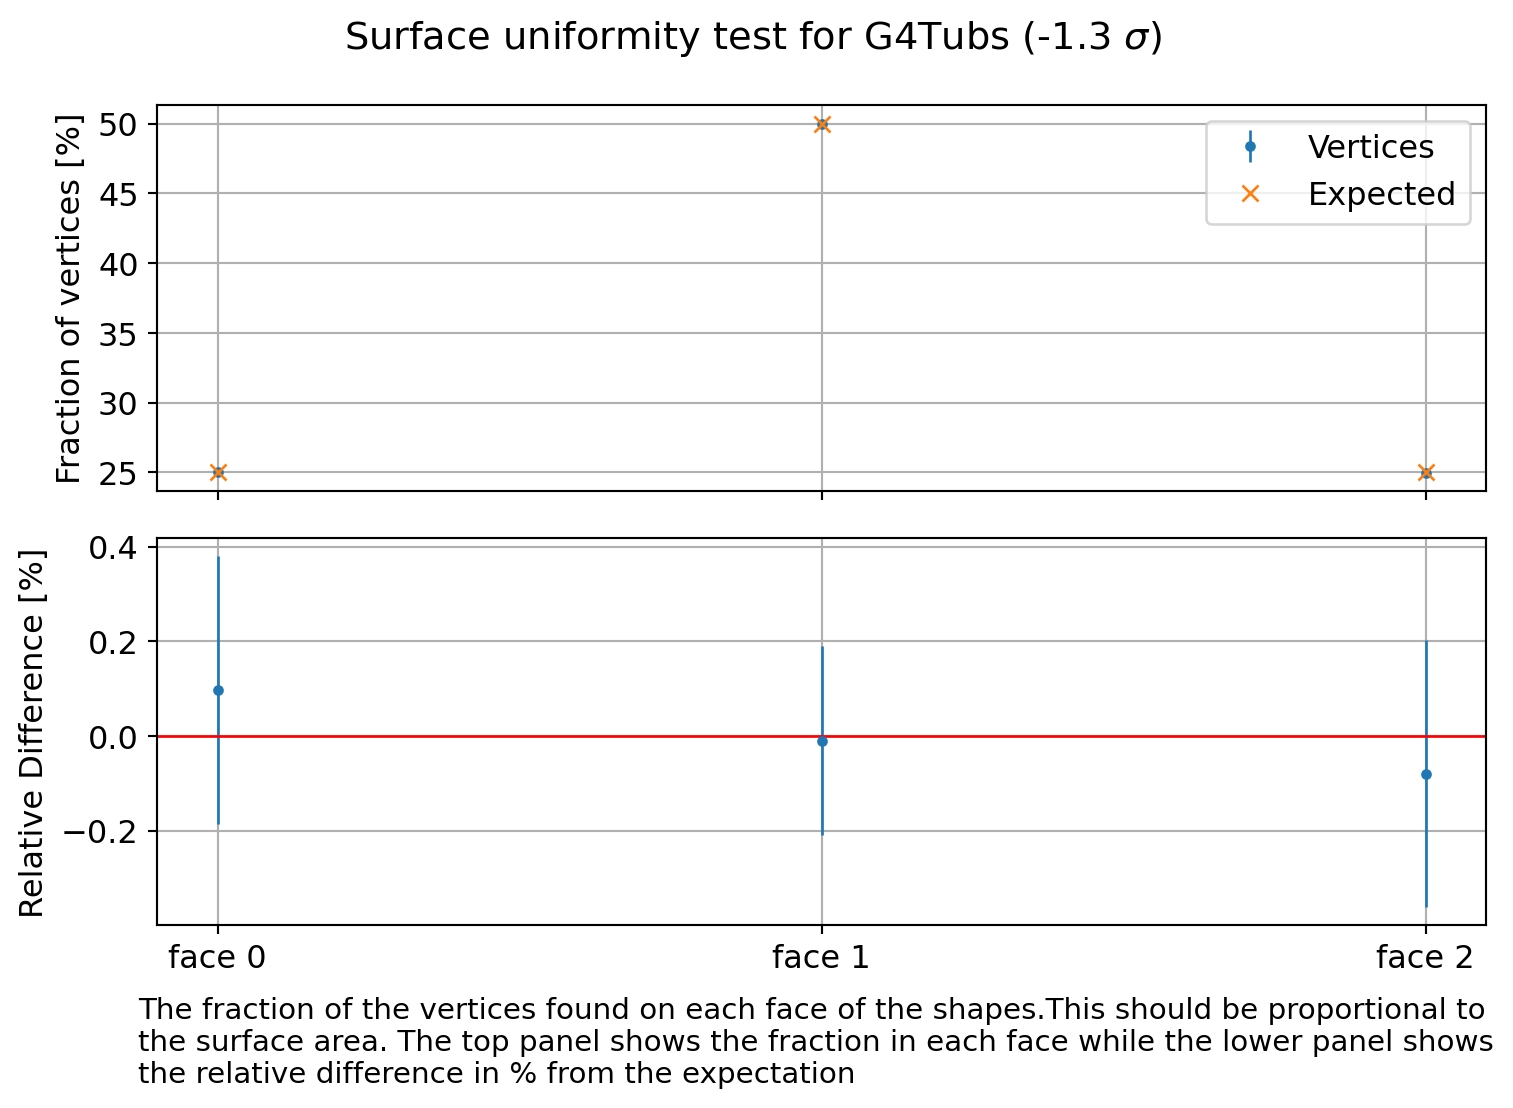 Surface uniformity test for G4Tubs (-1.3 σ)
Fraction of vertices [%]
50
45
40
35
30
25
Vertices
Expected
Relative Difference [%]
0.4
0.2
0.0
−0.2
face 0 face 1 face 2
The fraction of the vertices found on each face of the shapes.This should be proportional to
the surface area. The top panel shows the fraction in each face while the lower panel shows
the relative difference in % from the expectation